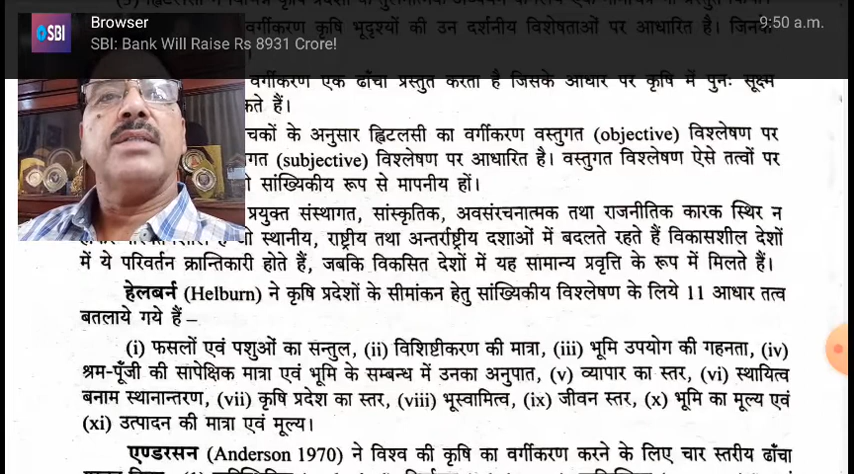 Browser
9:50 a.m.
SBI
SBI: Bank Will Raise Rs 8931 Crore!
वर्गीकरण कृषि भूदृश्यों की उन दर्शनीय विशेषताओं पर आधारित है।
वर्गीकरण एक ढाँचा प्रस्तुत करता है जिसके आधार पर कृषि में पुनः सूक्ष्म
कते हैं।
चकों के अनुसार ह्विटलसी का वर्गीकरण वस्तुगत (objective) विश्लेषण पर
गत (subjective) विश्लेषण पर आधारित है। वस्तुगत विश्लेषण ऐसे तत्वों पर
सांख्यिकीय रूप से मापनीय हों।
प्रयुक्त संस्थागत, सांस्कृतिक, अवसंरचनात्मक तथा राजनीतिक कारक स्थिर न
स्थानीय, राष्ट्रीय तथा अन्तर्राष्ट्रीय दशाओं में बदलते रहते हैं विकासशील देशों
में ये परिवर्तन क्रान्तिकारी होते हैं, जबकि विकसित देशों में यह सामान्य प्रवृत्ति के रूप में मिलते हैं।
हेलबर्न (Helburn) ने कृषि प्रदेशों के सीमांकन हेतु सांख्यिकीय विश्लेषण के लिये 11 आधार तत्व
बतलाये गये हैं –
(i) फसलों एवं पशुओं का सन्तुल, (ii) विशिष्टीकरण की मात्रा, (iii) भूमि उपयोग की गहनता, (iv)
श्रम-पूँजी की सापेक्षिक मात्रा एवं भूमि के सम्बन्ध में उनका अनुपात, (v) व्यापार का स्तर, (vi) स्थायित्व
बनाम स्थानान्तरण, (vii) कृषि प्रदेश का स्तर, (viii) भूस्वामित्व, (ix) जीवन स्तर, (x) भूमि का मूल्य एवं
(xi) उत्पादन की मात्रा एवं मूल्य।
एण्डरसन (Anderson 1970) ने विश्व की कृषि का वर्गीकरण करने के लिए चार स्तरीय ढाँचा